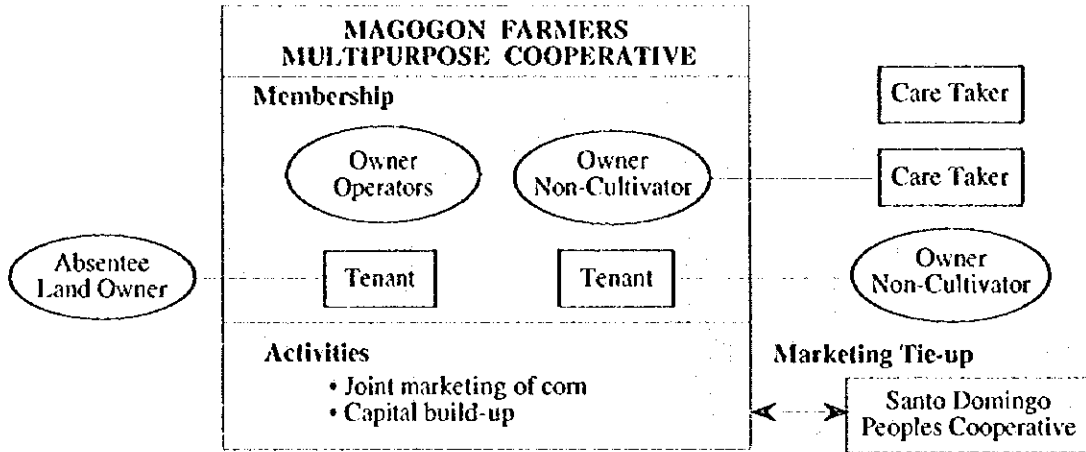 MAGOGON FARMERS
MULTIPURPOSE COOPERATIVE
Membership
Care Taker
Owner
Operators
Owner
Non-Cultivator
Care Taker
Absentee
Land Owner
Tenant
Tenant
Owner
Non-Cultivator
Activities
• Joint marketing of corn
• Capital build-up
Marketing Tie-up
Santo Domingo
Peoples Cooperative